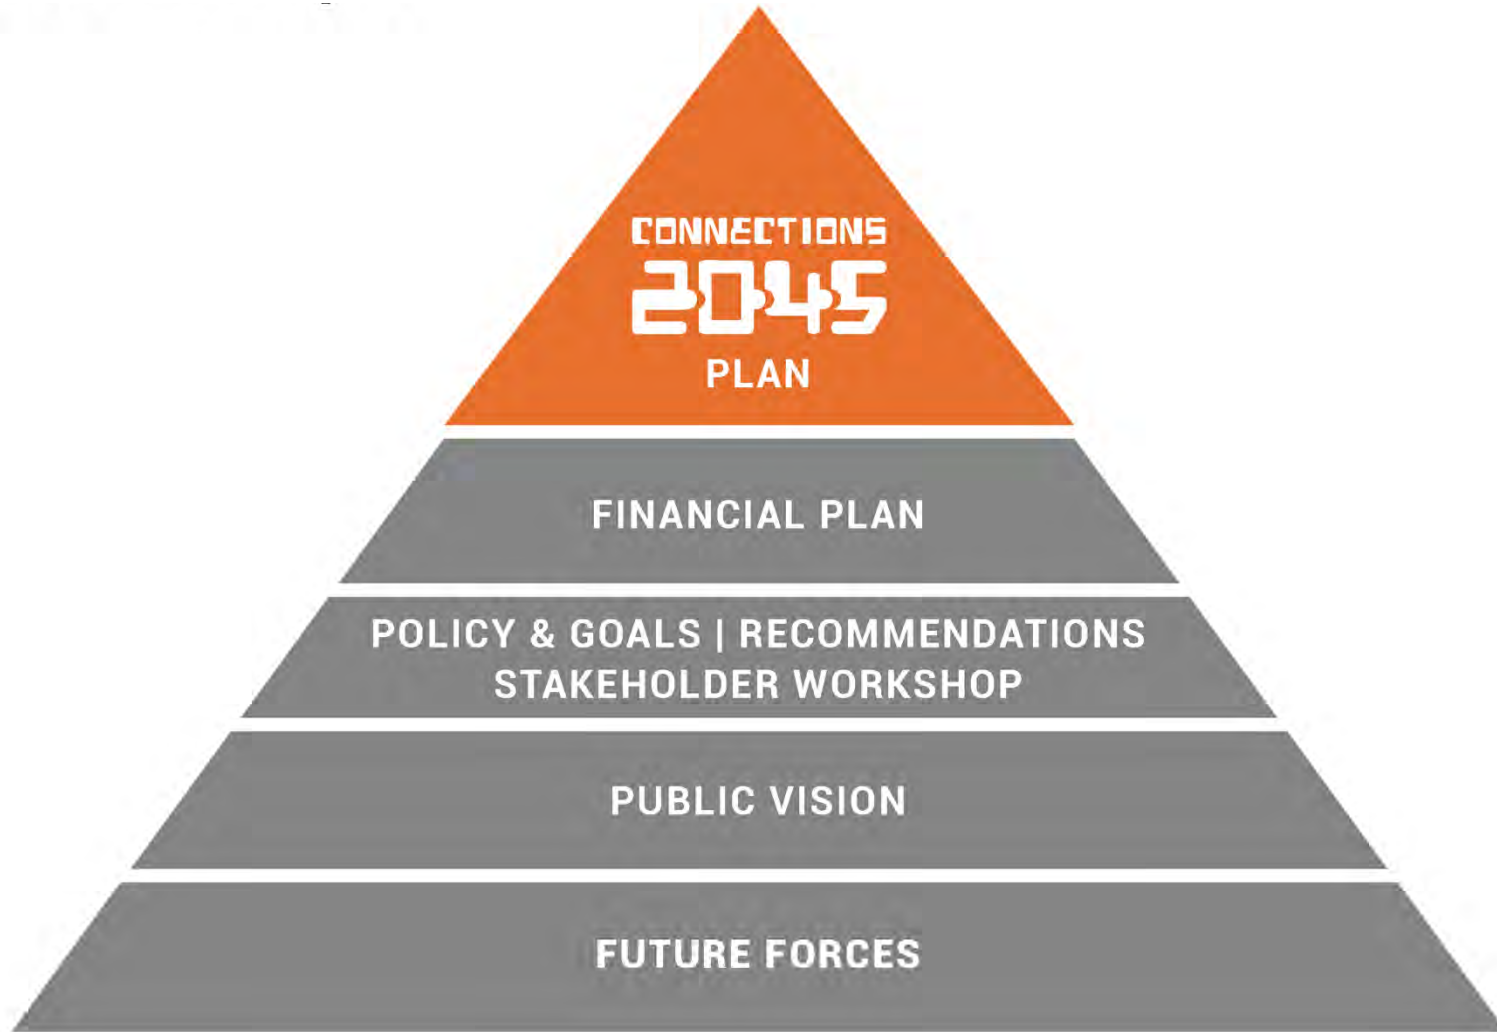 CONNECTIONS
2045
PLAN
FINANCIAL PLAN
POLICY & GOALS | RECOMMENDATIONS
STAKEHOLDER WORKSHOP
PUBLIC VISION
FUTURE FORCES